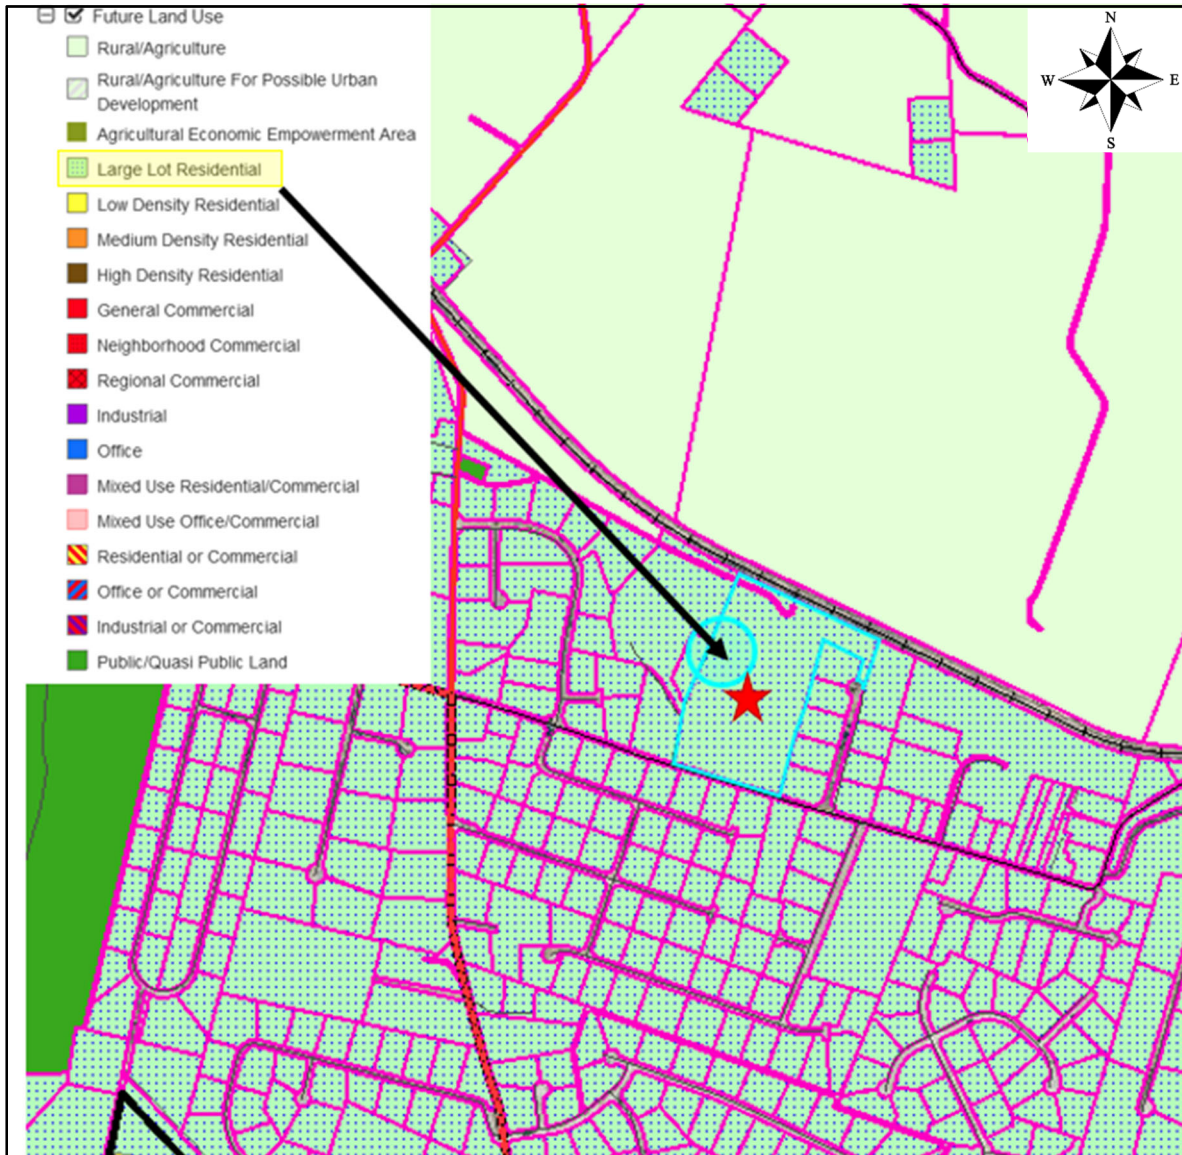 Future Land Use
Rural/Agriculture
Rural/Agriculture For Possible Urban
Development
Agricultural Economic Empowerment Area
Large Lot Residential
Low Density Residential
Medium Density Residential
High Density Residential
General Commercial
Neighborhood Commercial
Regional Commercial
Industrial
Office
Mixed Use Residential/Commercial
Mixed Use Office/Commercial
Residential or Commercial
Office or Commercial
Industrial or Commercial
Public/Quasi Public Land
N
W E
S